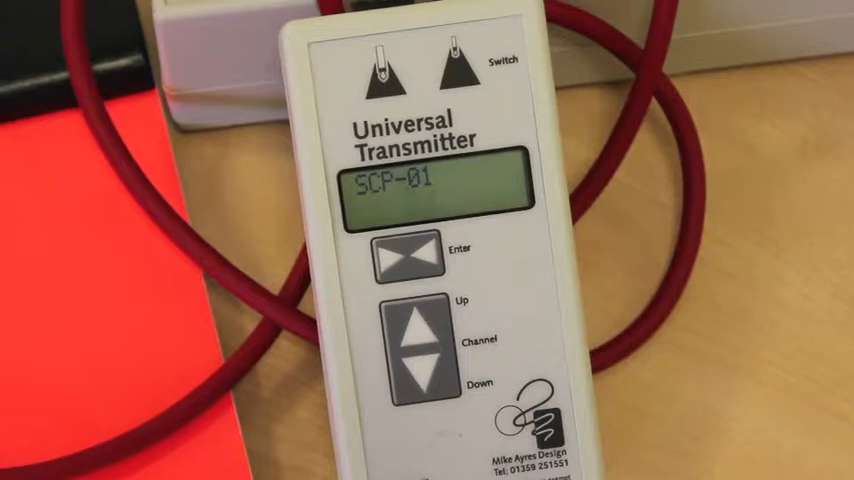 Switch
Universal
Transmitter
SCP-01
Enter
Up
Channel
Down
Mike Ayres Design
Tel: 01359 251551